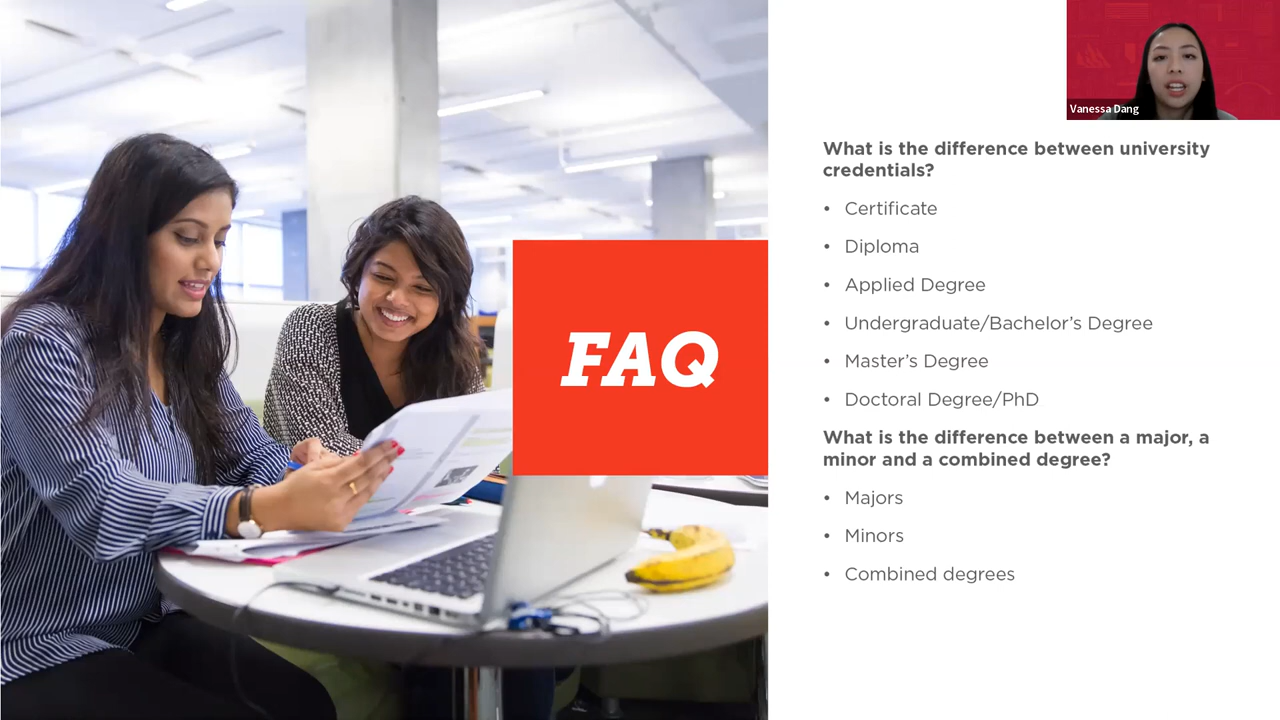 Vanessa Dang
FAQ
What is the difference between university
credentials?
• Certificate
• Diploma
• Applied Degree
• Undergraduate/Bachelor’s Degree
• Master’s Degree
• Doctoral Degree/PhD
What is the difference between a major, a
minor and a combined degree?
• Majors
• Minors
• Combined degrees